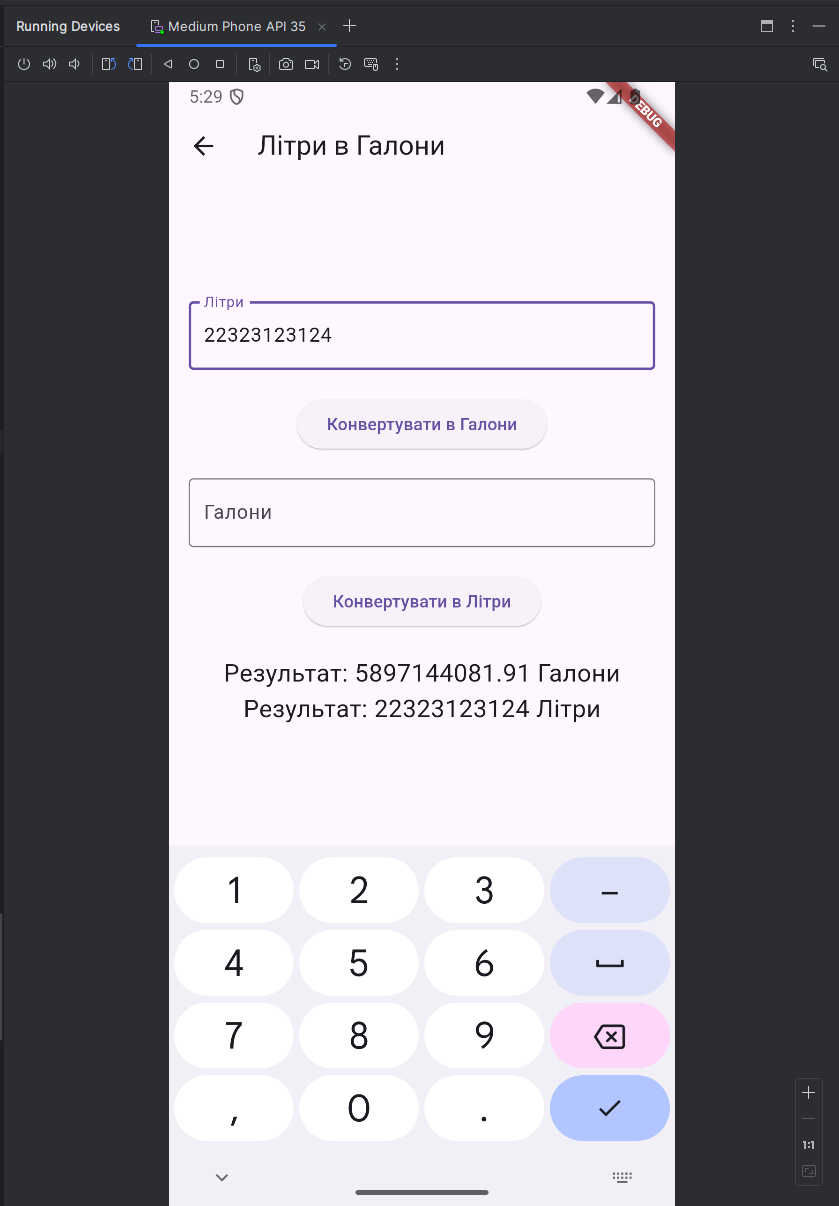 Running Devices
Medium Phone API 35
5:29
DEBUG
Літри в Галони
Літри
22323123124
Конвертувати в Галони
Галони
Конвертувати в Літри
Результат: 5897144081.91 Галони
Результат: 22323123124 Літри
1 2 3 –
4 5 6
7 8 9
, 0 .
1:1